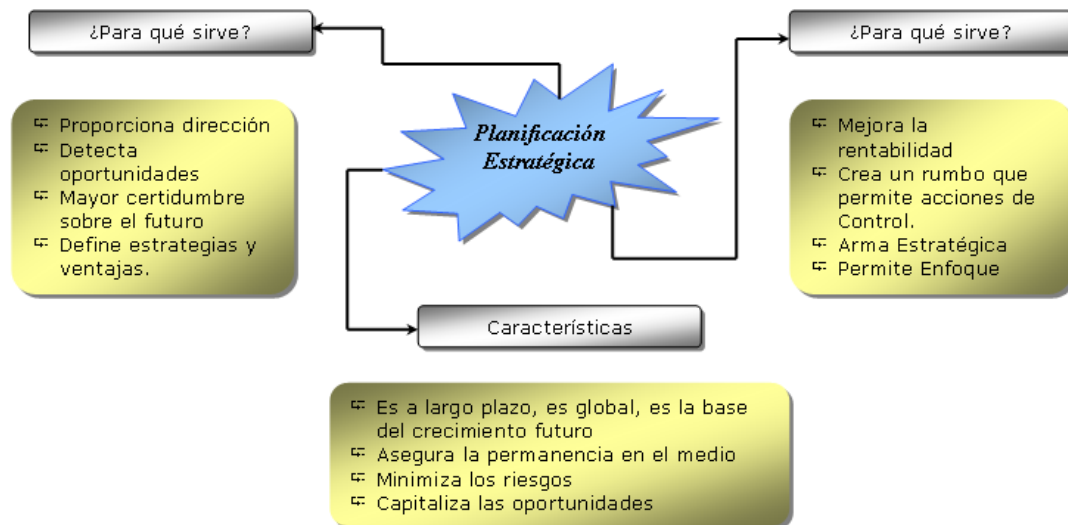 ¿Para qué sirve?
Proporciona dirección
Detecta
oportunidades
Mayor certidumbre
sobre el futuro
Define estrategias y
ventajas.
Planificación
Estratégica
¿Para qué sirve?
Mejora la
rentabilidad
Crea un rumbo que
permite acciones de
Control.
Arma Estratégica
Permite Enfoque
Característícas
Es a largo plazo, es global, es la base
del crecimiento futuro
Asegura la permanencia en el medio
Minimiza los riesgos
Capitaliza las oportunidades